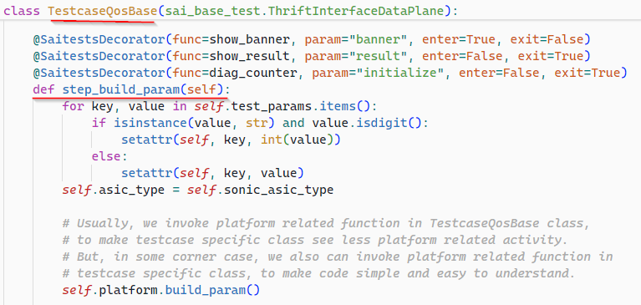 class TestcaseQosBase(sai_base_test.ThriftInterfaceDataPlane):
@SaitestsDecorator(func=show_banner, param="banner", enter=True, exit=False)
@SaitestsDecorator(func=show_result, param="result", enter=False, exit=True)
@SaitestsDecorator(func=diag_counter, param="initialize", enter=False, exit=True)
def step_build_param(self):
for key, value in self.test_params.items():
if isinstance(value, str) and value.isdigit():
setattr(self, key, int(value))
else:
setattr(self, key, value)
self.asic_type = self.sonic_asic_type
# Usually, we invoke platform related function in TestcaseQosBase class,
# to make testcase specific class see less platform related activity.
# But, in some corner case, we also can invoke platform related function in
# testcase specific class, to make code simple and easy to understand.
self.platform.build_param()